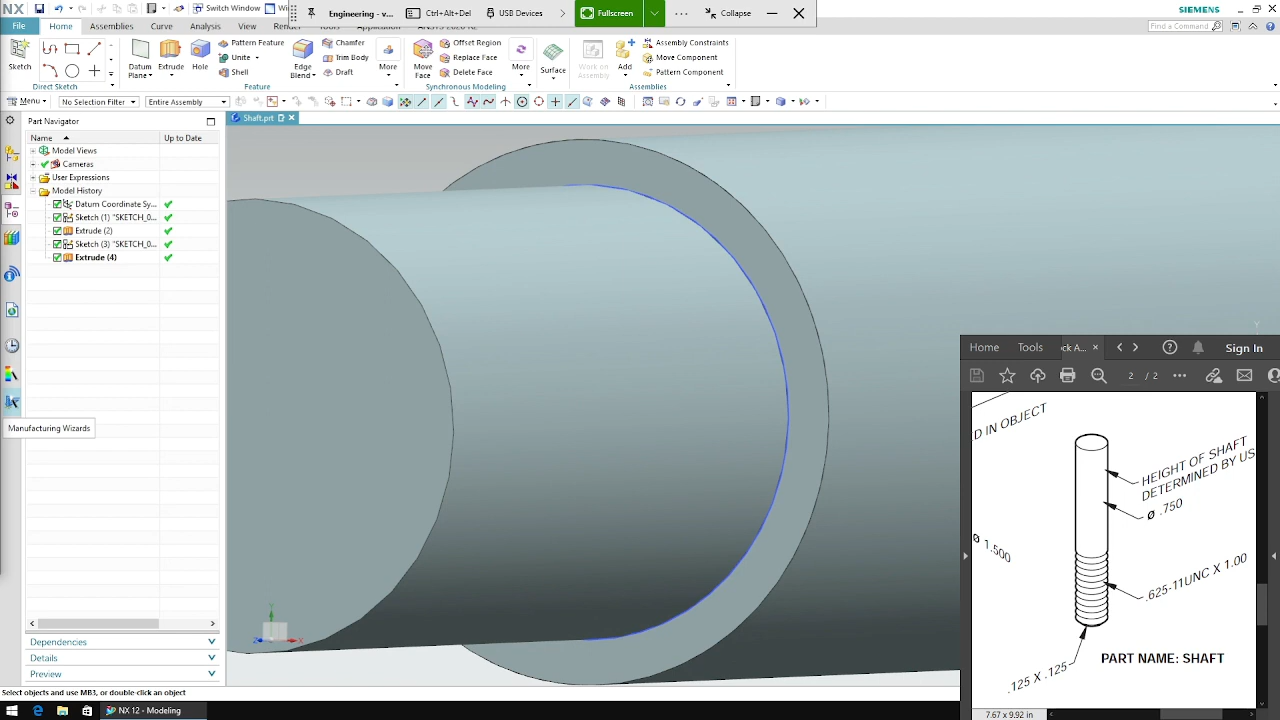 NX
Switch Window
Wi
Engineering - v...
Ctrl+Alt+Del
USB Devices
Fullscreen
Collapse
SIEMENS
File
Home
Assemblies
Curve
Analysis
View
Find a Command
Sketch
Direct Sketch
Datum Plane
Extrude
Hole
Pattern Feature
Unite
Shell
Edge Blend
Chamfer
Trim Body
Draft
More
Feature
Move Face
Offset Region
Replace Face
Delete Face
More
Synchronous Modeling
Surface
Work on Assembly
Add
Assembly Constraints
Move Component
Pattern Component
Assemblies
Menu
No Selection Filter
Entire Assembly
Part Navigator
Shaft.prt
Name
Up to Date
Model Views
Cameras
User Expressions
Model History
Datum Coordinate Sy...
Sketch (1) "SKETCH_0...
Extrude (2)
Sketch (3) "SKETCH_0...
Extrude (4)
Manufacturing Wizards
Dependencies
Details
Preview
Y
Z
X
Home
Tools
ck A...
Sign In
2 / 2
D IN OBJECT
HEIGHT OF SHAFT
DETERMINED BY US
Ø .750
Ø 1.500
.625-11UNC X 1.00
.125 X .125
PART NAME: SHAFT
7.67 x 9.92 in
Select objects and use MB3, or double-click an object
NX 12 - Modeling